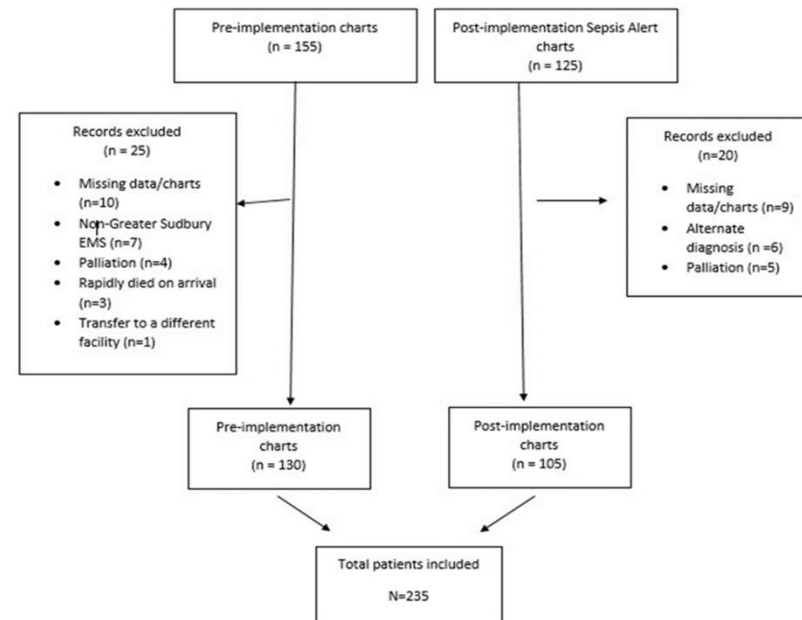 Pre-implementation charts
(n = 155)
Post-implementation Sepsis Alert
charts
(n = 125)
Records excluded
(n = 25)
• Missing data/charts
(n=10)
• Non-Greater Sudbury
EMS (n=7)
• Palliation (n=4)
• Rapidly died on arrival
(n=3)
• Transfer to a different
facility (n=1)
Records excluded
(n=20)
• Missing
data/charts (n=9)
• Alternate
diagnosis (n =6)
• Palliation (n=5)
Pre-implementation
charts
(n = 130)
Post-implementation
charts
(n = 105)
Total patients included
N=235